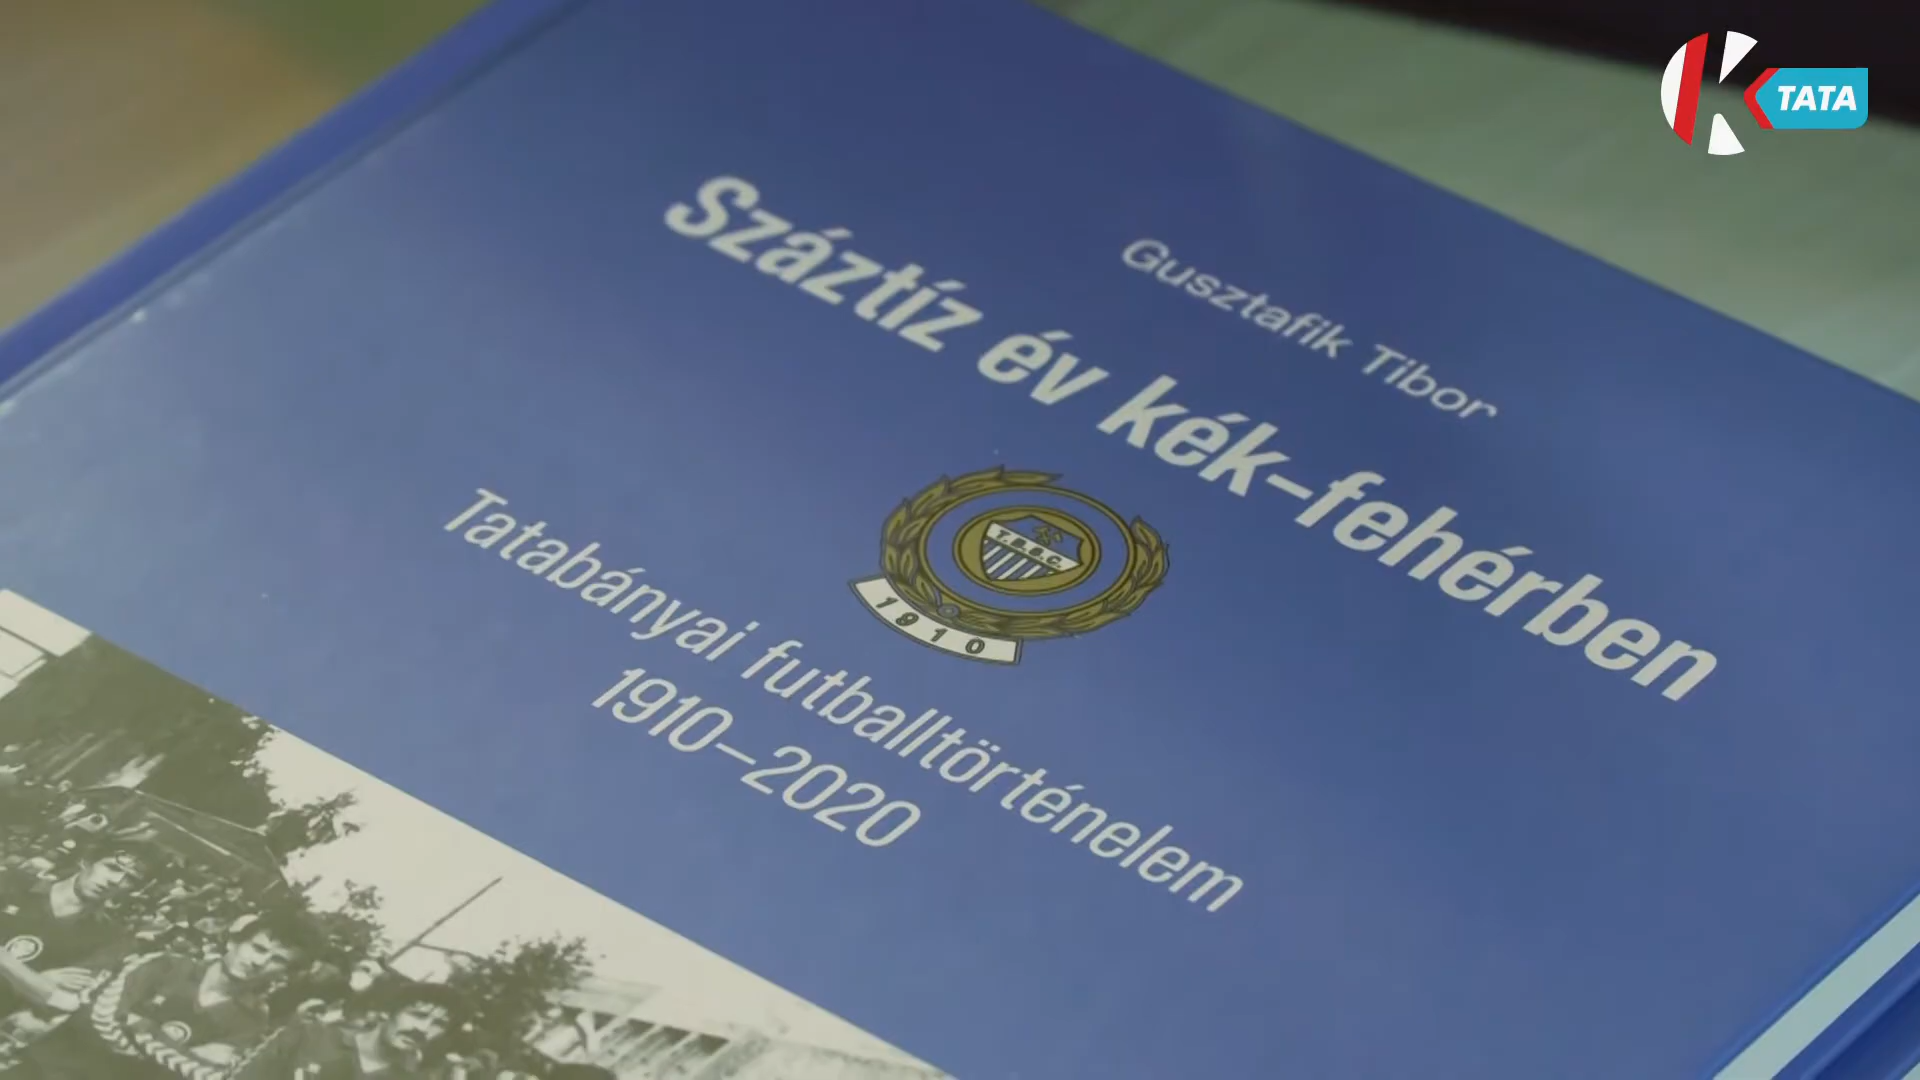 TATA
Gusztafik Tibor
Száztíz év kék-fehérben
T.B.S.C.
1910
Tatabányai futballtörténelem
1910–2020